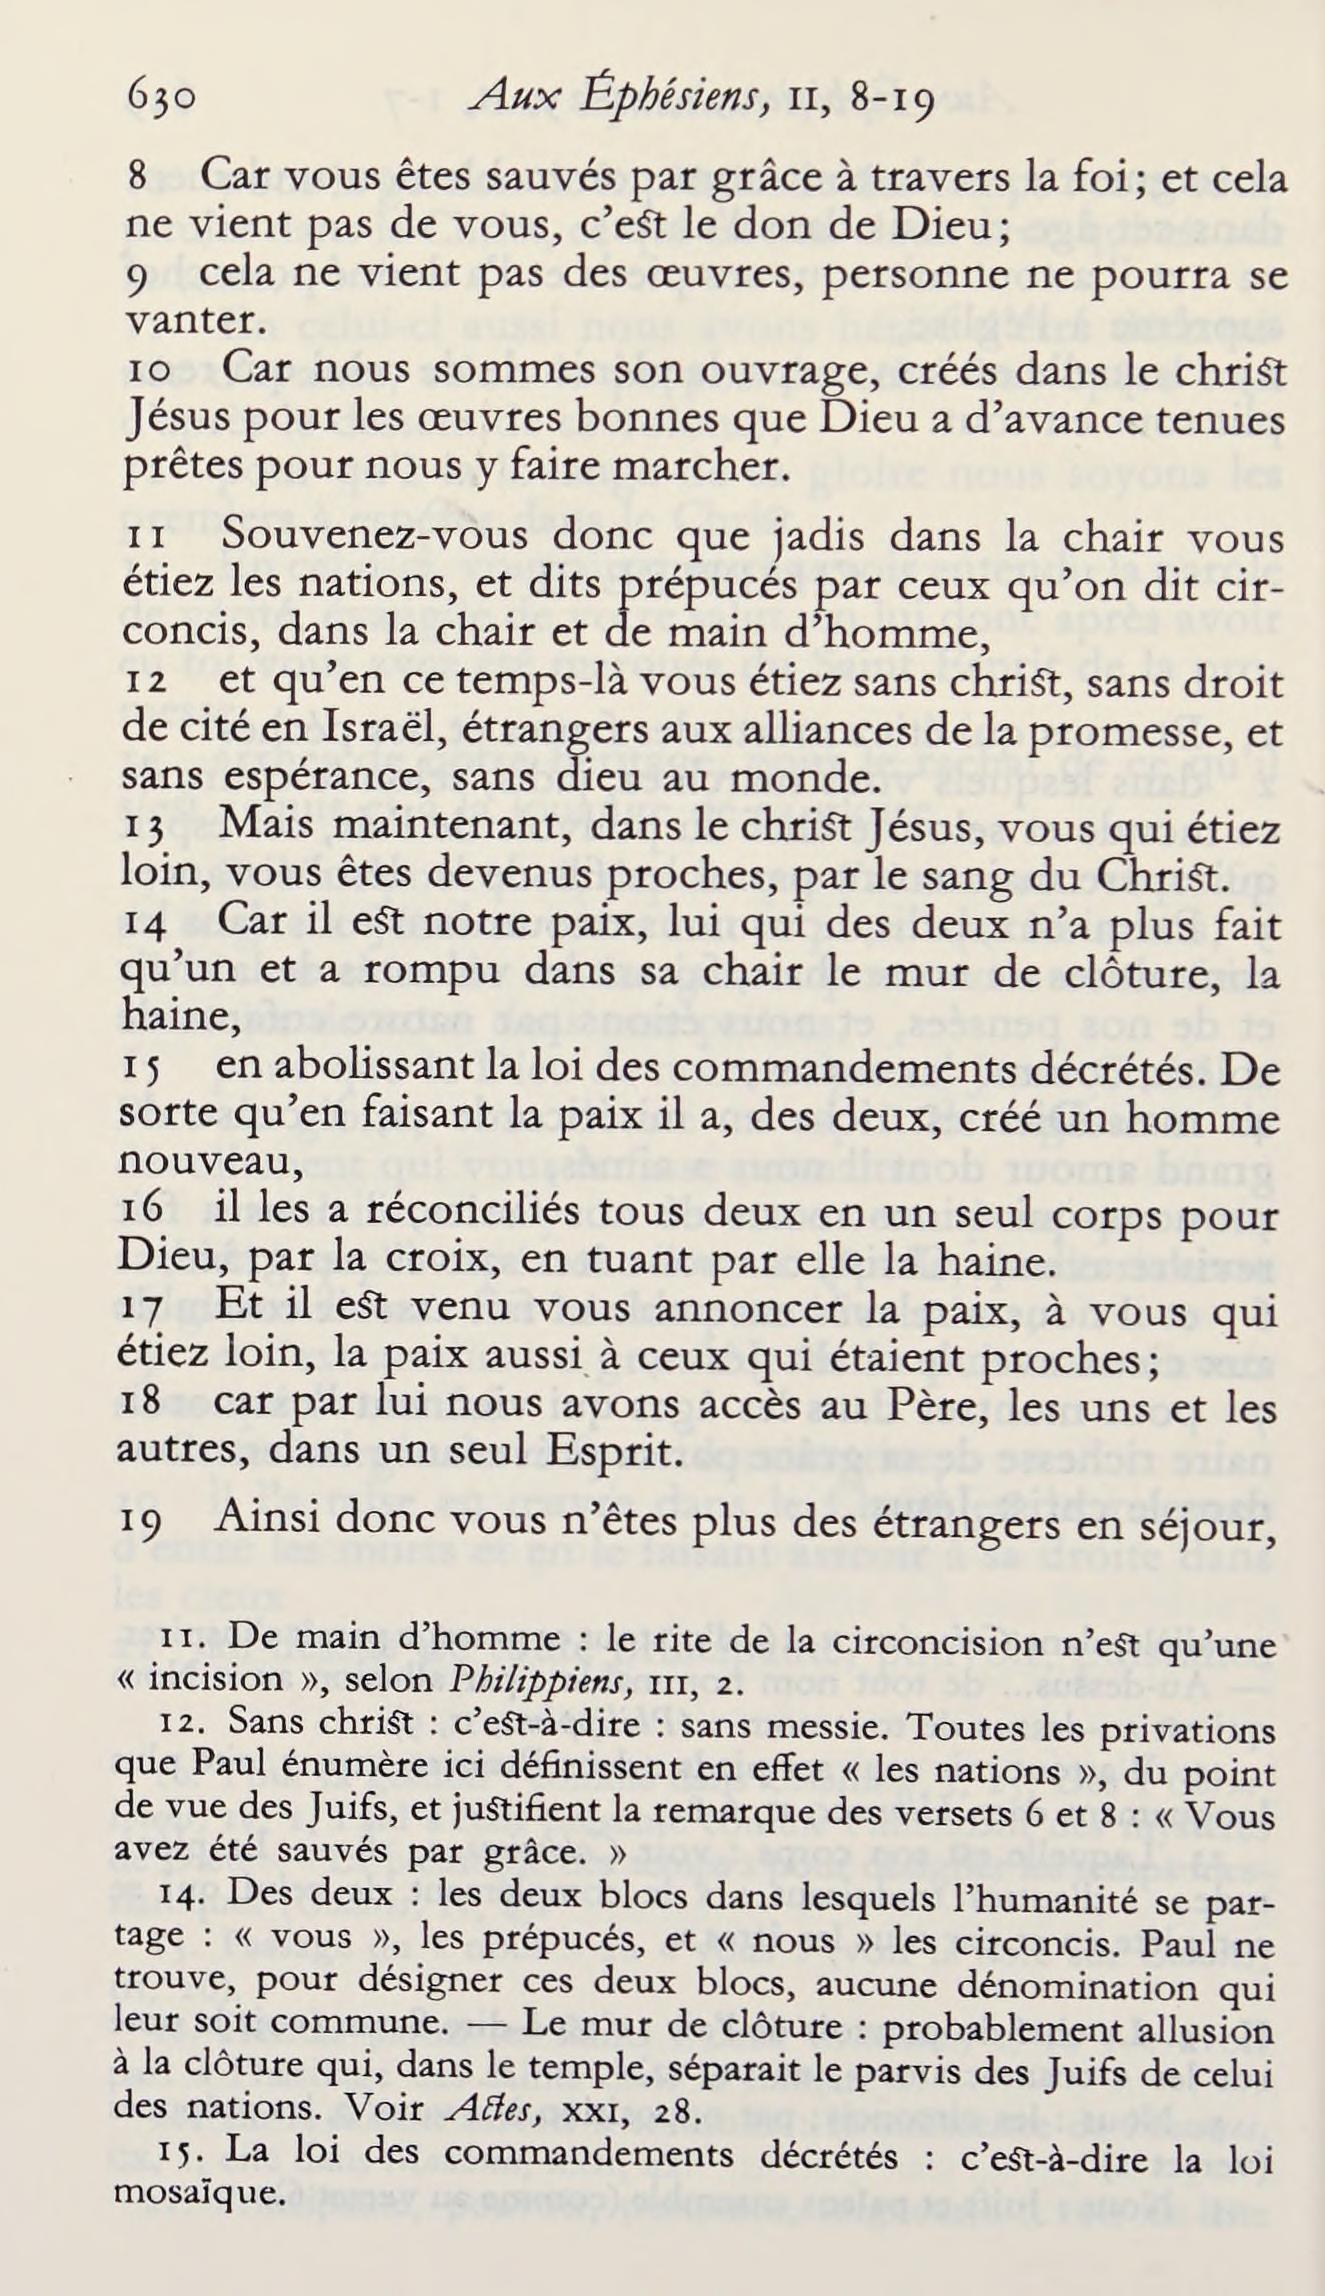 630 Aux Éphésiens, II, 8-19
8 Car vous êtes sauvés par grâce à travers la foi; et cela
ne vient pas de vous, c’est le don de Dieu;
9 cela ne vient pas des œuvres, personne ne pourra se
vanter.
10 Car nous sommes son ouvrage, créés dans le christ
Jésus pour les œuvres bonnes que Dieu a d’avance tenues
prêtes pour nous y faire marcher.
11 Souvenez-vous donc que jadis dans la chair vous
étiez les nations, et dits prépucés par ceux qu’on dit cir-
concis, dans la chair et de main d’homme,
12 et qu’en ce temps-là vous étiez sans christ, sans droit
de cité en Israël, étrangers aux alliances de la promesse, et
sans espérance, sans dieu au monde.
13 Mais maintenant, dans le christ Jésus, vous qui étiez
loin, vous êtes devenus proches, par le sang du Christ.
14 Car il est notre paix, lui qui des deux n’a plus fait
qu’un et a rompu dans sa chair le mur de clôture, la
haine,
15 en abolissant la loi des commandements décrétés. De
sorte qu’en faisant la paix il a, des deux, créé un homme
nouveau,
16 il les a réconciliés tous deux en un seul corps pour
Dieu, par la croix, en tuant par elle la haine.
17 Et il est venu vous annoncer la paix, à vous qui
étiez loin, la paix aussi à ceux qui étaient proches;
18 car par lui nous avons accès au Père, les uns et les
autres, dans un seul Esprit.
19 Ainsi donc vous n’êtes plus des étrangers en séjour,
11. De main d’homme : le rite de la circoncision n’est qu’une
« incision », selon Philippiens, III, 2.
12. Sans christ : c’est-à-dire : sans messie. Toutes les privations
que Paul énumère ici définissent en effet « les nations », du point
de vue des Juifs, et justifient la remarque des versets 6 et 8 : « Vous
avez été sauvés par grâce. »
14. Des deux : les deux blocs dans lesquels l’humanité se par-
tage : « vous », les prépucés, et « nous » les circoncis. Paul ne
trouve, pour désigner ces deux blocs, aucune dénomination qui
leur soit commune. — Le mur de clôture : probablement allusion
à la clôture qui, dans le temple, séparait le parvis des Juifs de celui
des nations. Voir Actes, XXI, 28.
15. La loi des commandements décrétés : c’est-à-dire la loi
mosaïque.